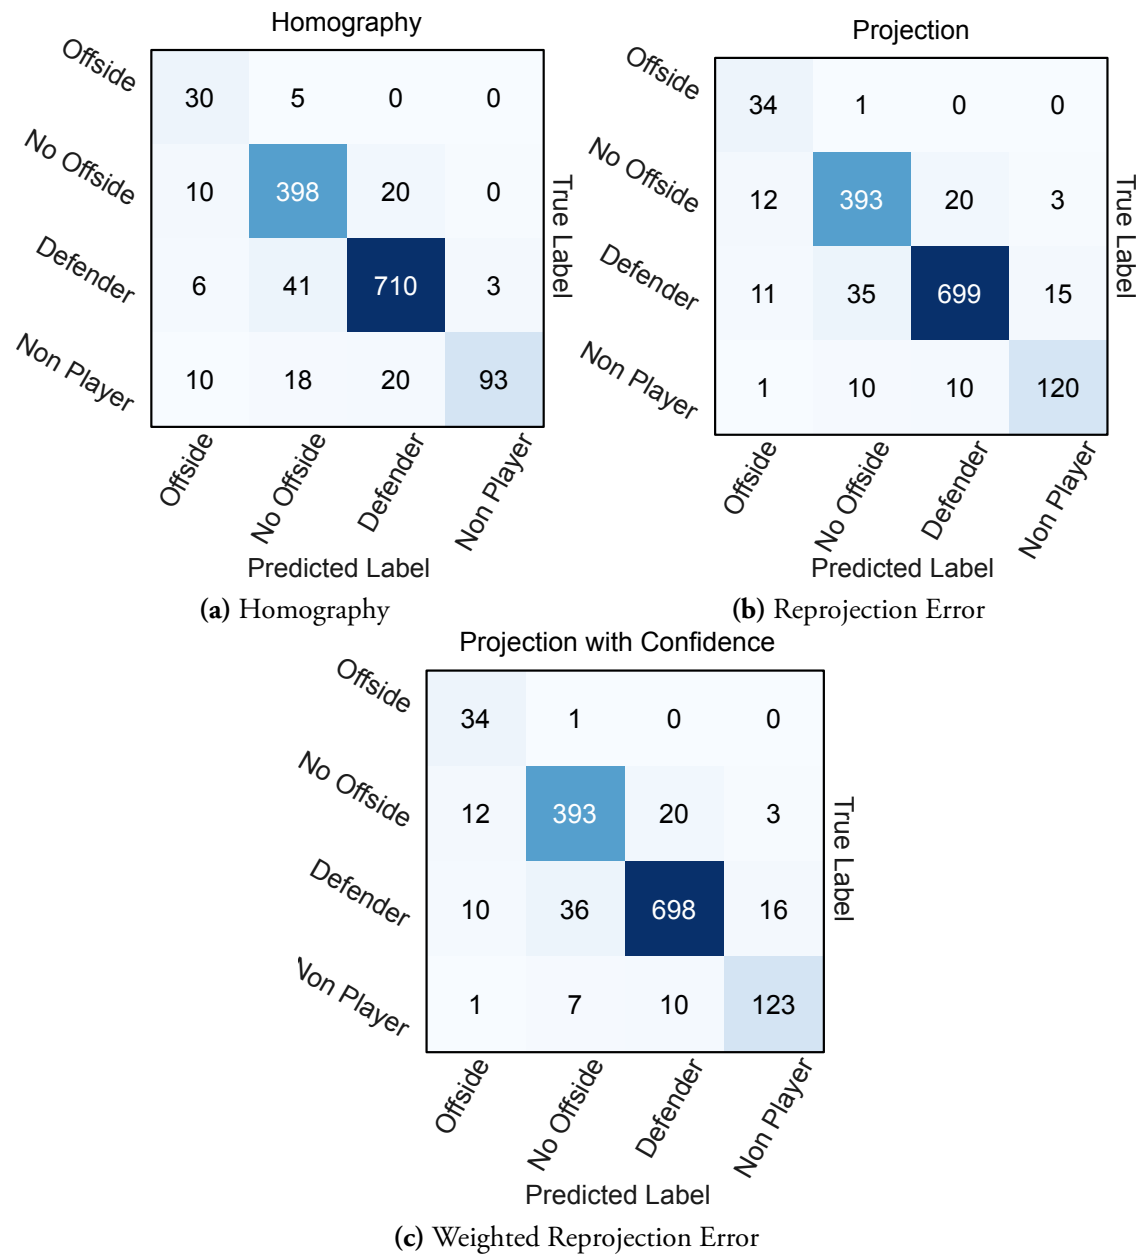 Homography
Offside
30 5 0 0
No Offside
10 398 20 0
Defender
6 41 710 3
Non Player
10 18 20 93
True Label
Offside
No Offside
Defender
Non Player
Predicted Label
(a) Homography
Projection
Offside
34 1 0 0
No Offside
12 393 20 3
Defender
11 35 699 15
Non Player
1 10 10 120
True Label
Offside
No Offside
Defender
Non Player
Predicted Label
(b) Reprojection Error
Projection with Confidence
Offside
34 1 0 0
No Offside
12 393 20 3
Defender
10 36 698 16
Non Player
1 7 10 123
True Label
Offside
No Offside
Defender
Non Player
Predicted Label
(c) Weighted Reprojection Error